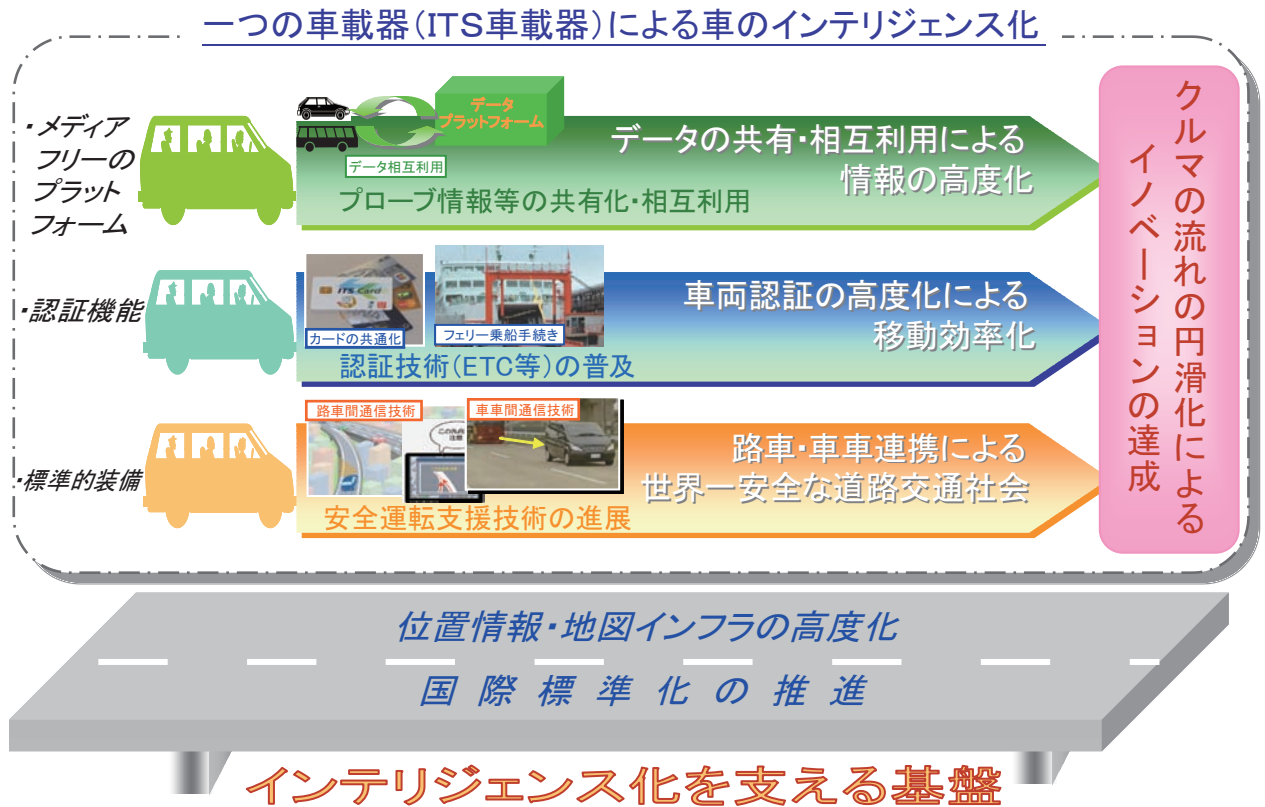 一つの車載器(ITS車載器)による車のインテリジェンス化
・メディア
フリーの
プラット
フォーム
データ
プラットフォーム
データ相互利用
プローブ情報等の共有化・相互利用
データの共有・相互利用による
情報の高度化
・認証機能
ITS-Card
カードの共通化
フェリー乗船手続き
認証技術(ETC等)の普及
車両認証の高度化による
移動効率化
・標準的装備
路車間通信技術
車車間通信技術
この先
注意
安全運転支援技術の進展
路車・車車連携による
世界一安全な道路交通社会
クルマの流れの円滑化による
イノベーションの達成
位置情報・地図インフラの高度化
国際標準化の推進
インテリジェンス化を支える基盤